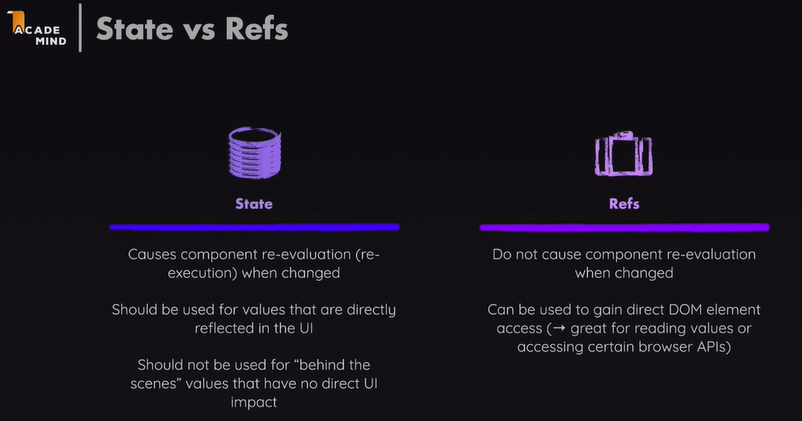 ACADE
MIND
State vs Refs
State
Causes component re-evaluation (re-
execution) when changed
Should be used for values that are directly
reflected in the UI
Should not be used for “behind the
scenes” values that have no direct UI
impact
Refs
Do not cause component re-evaluation
when changed
Can be used to gain direct DOM element
access (→ great for reading values or
accessing certain browser APIs)